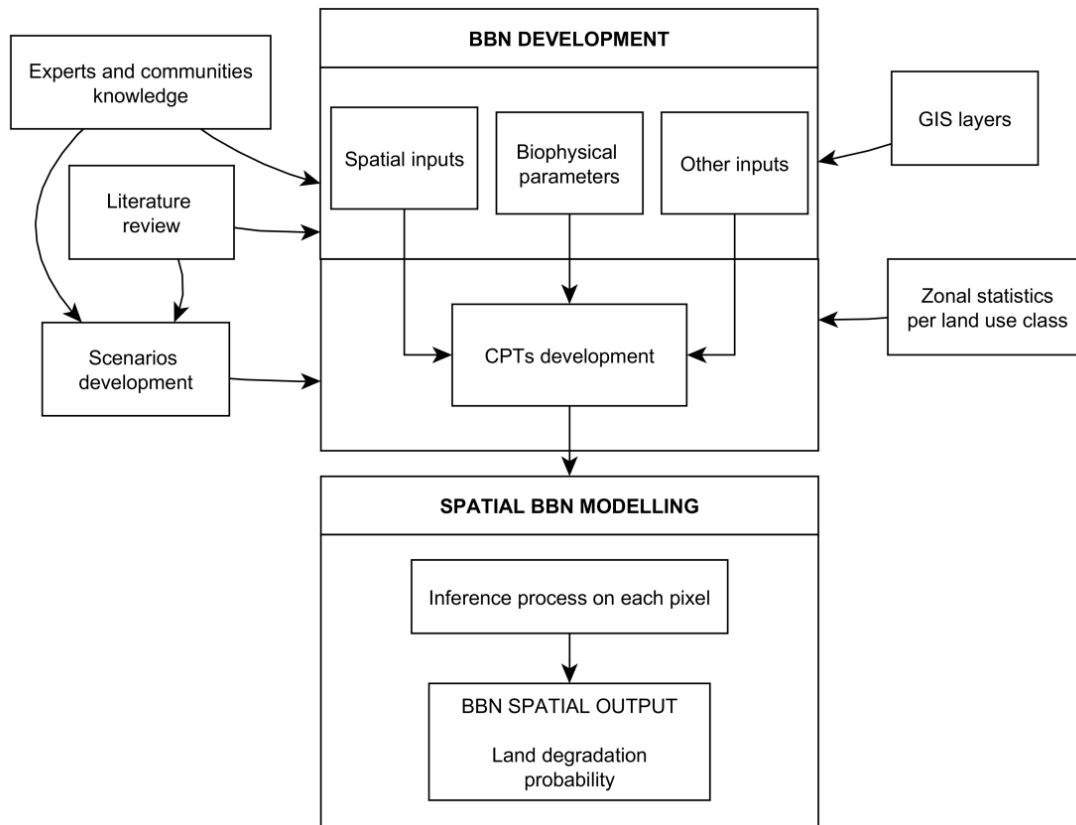 BBN DEVELOPMENT
Experts and communities
knowledge
Literature
review
Scenarios
development
Spatial inputs
Biophysical
parameters
Other inputs
GIS layers
Zonal statistics
per land use class
CPTs development
SPATIAL BBN MODELLING
Inference process on each pixel
BBN SPATIAL OUTPUT
Land degradation
probability